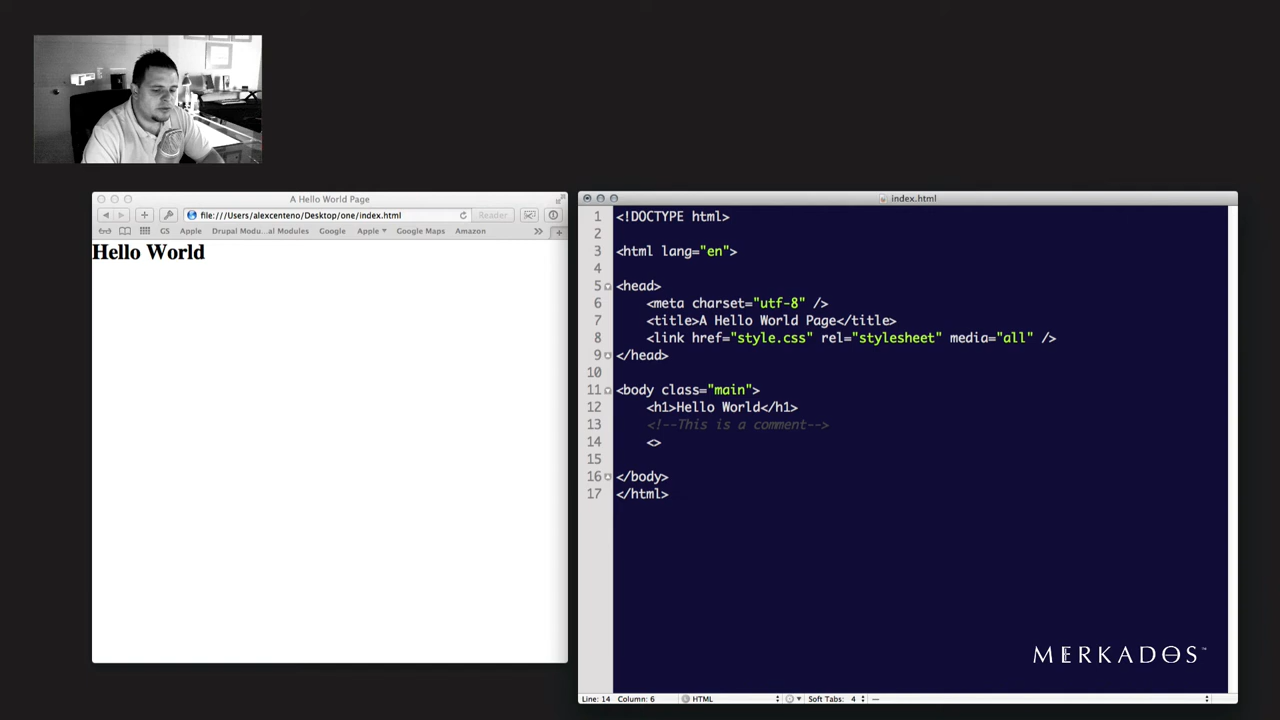 A Hello World Page
file:///Users/alexcenteno/Desktop/one/index.html
Reader
GS Apple Drupal Modu...al Modules Google Apple Google Maps Amazon
Hello World
index.html
1 <!DOCTYPE html>
2
3 <html lang="en">
4
5 <head>
6 <meta charset="utf-8" />
7 <title>A Hello World Page</title>
8 <link href="style.css" rel="stylesheet" media="all" />
9 </head>
10
11 <body class="main">
12 <h1>Hello World</h1>
13 <!--This is a comment-->
14 <>
15
16 </body>
17 </html>
MERKADOS™
Line: 14 Column: 6 HTML Soft Tabs: 4 —